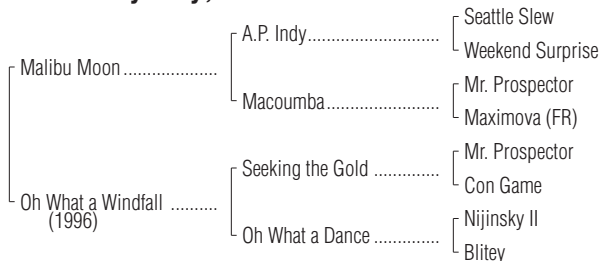 Seattle Slew
A.P. Indy
Weekend Surprise
Malibu Moon
Mr. Prospector
Macoumba
Maximova (FR)
Mr. Prospector
Seeking the Gold
Con Game
Oh What a Windfall
(1996)
Nijinsky II
Oh What a Dance
Blitey